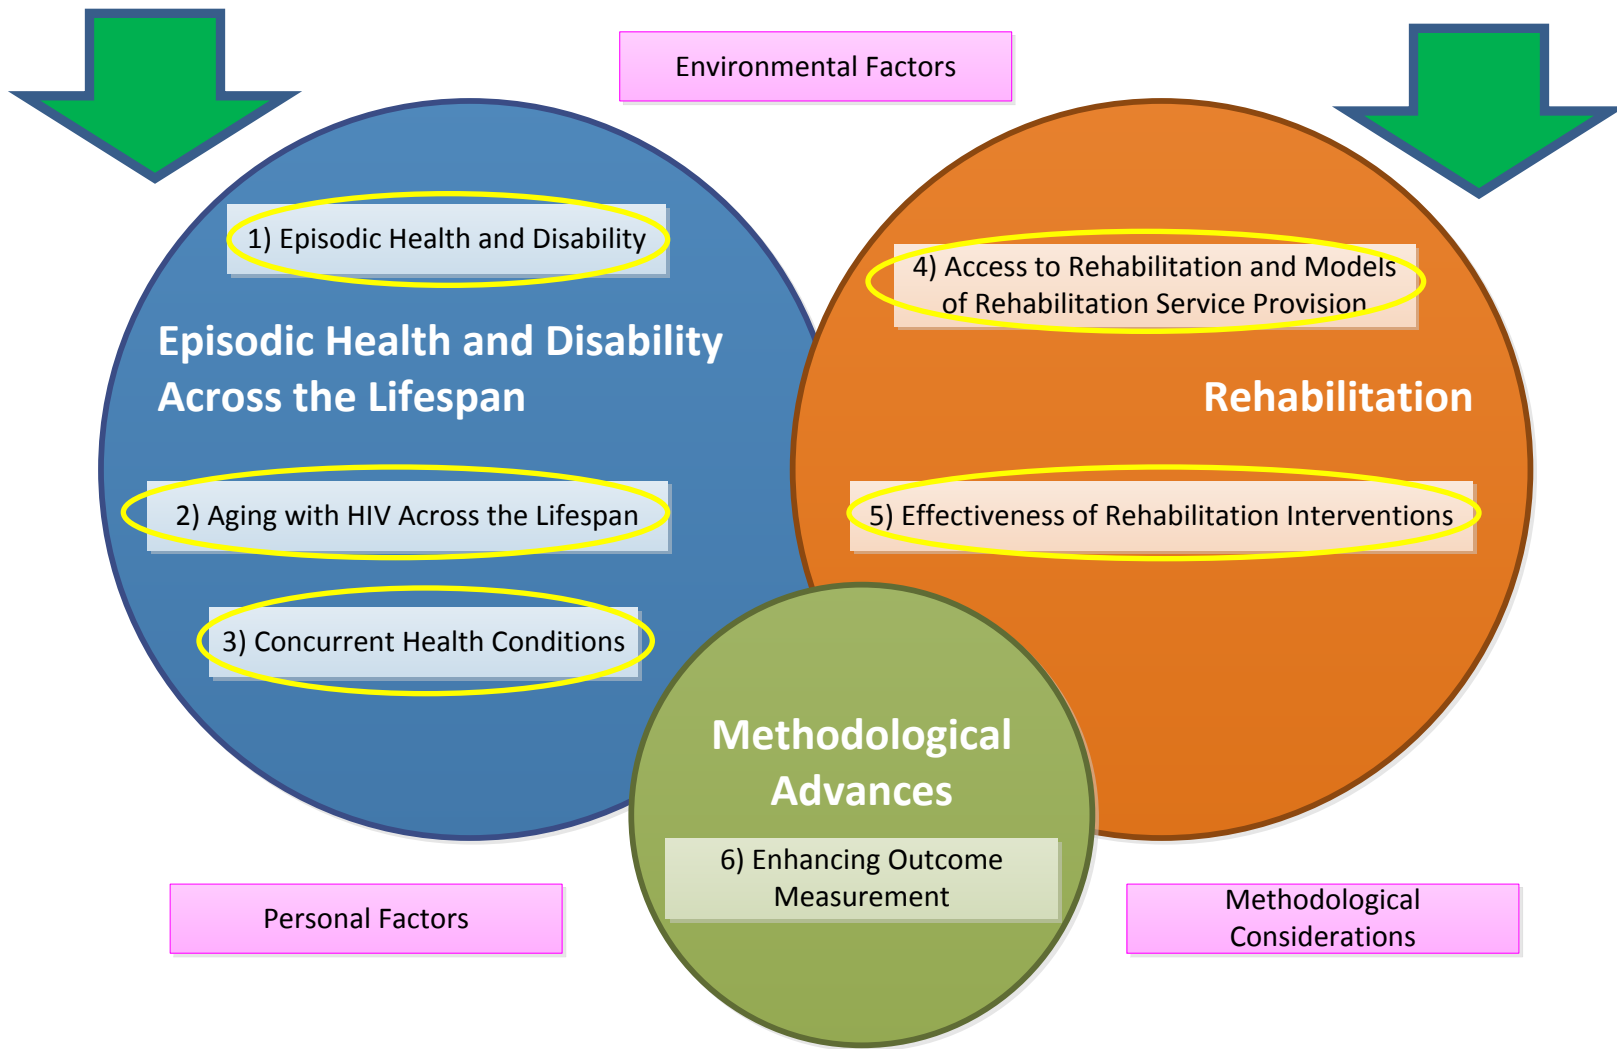 Environmental Factors
1) Episodic Health and Disability
Episodic Health and Disability
Across the Lifespan
2) Aging with HIV Across the Lifespan
3) Concurrent Health Conditions
4) Access to Rehabilitation and Models
of Rehabilitation Service Provision
Rehabilitation
5) Effectiveness of Rehabilitation Interventions
Methodological
Advances
6) Enhancing Outcome
Measurement
Personal Factors
Methodological
Considerations